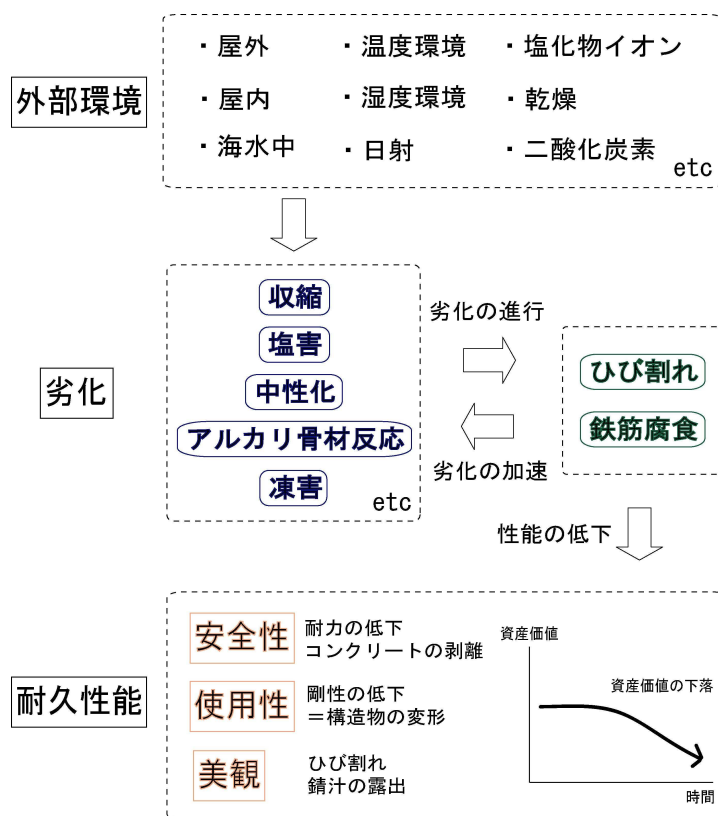 外部環境
・屋外 ・温度環境 ・塩化物イオン
・屋内 ・湿度環境 ・乾燥
・海水中 ・日射 ・二酸化炭素
etc
劣化
収縮
塩害
中性化
アルカリ骨材反応
凍害
etc
劣化の進行
劣化の加速
ひび割れ
鉄筋腐食
性能の低下
耐久性能
安全性
耐力の低下
コンクリートの剥離
使用性
剛性の低下
＝構造物の変形
美観
ひび割れ
錆汁の露出
資産価値
資産価値の下落
時間